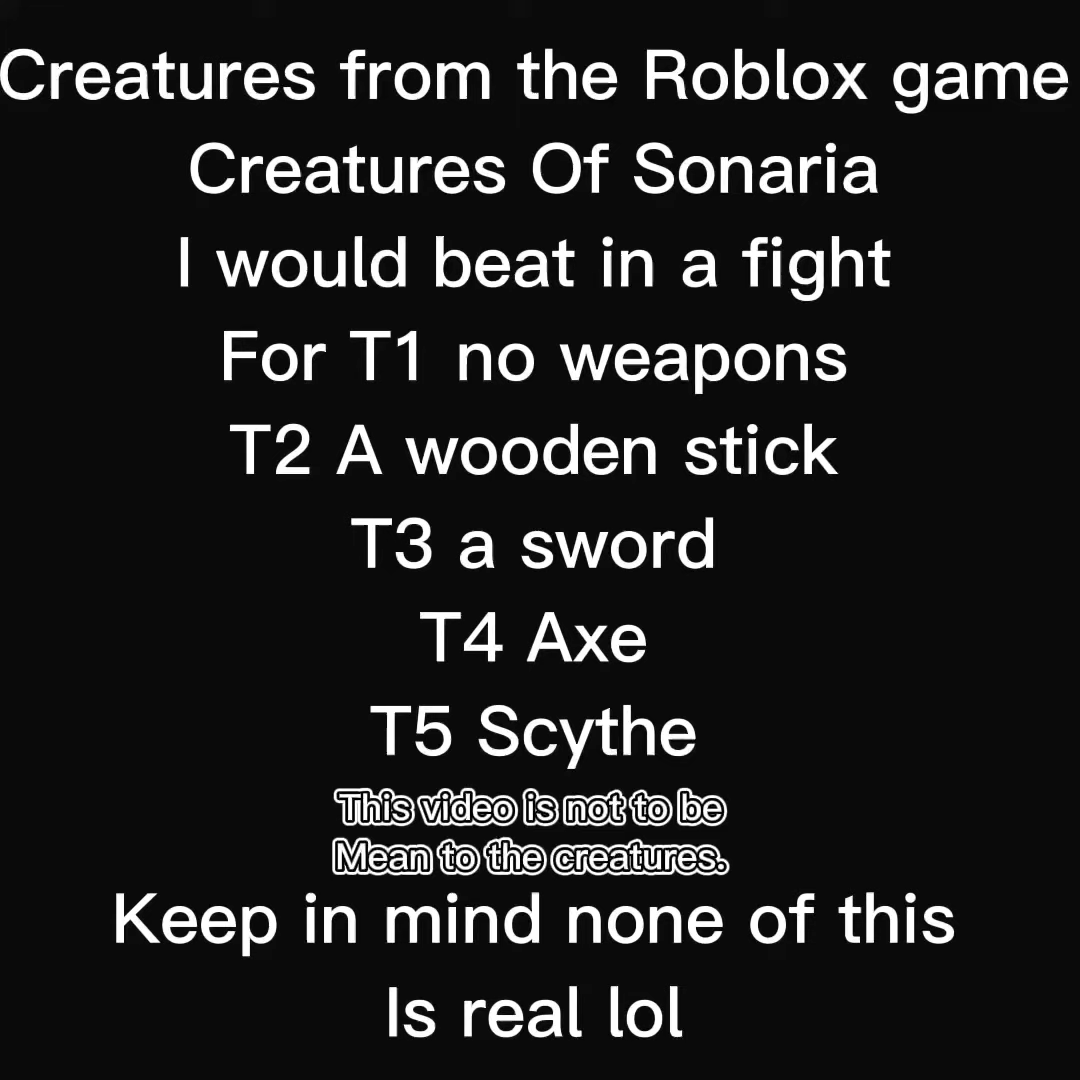 Creatures from the Roblox game
Creatures Of Sonaria
I would beat in a fight
For T1 no weapons
T2 A wooden stick
T3 a sword
T4 Axe
T5 Scythe
This video is not to be
Mean to the creatures.
Keep in mind none of this
Is real lol